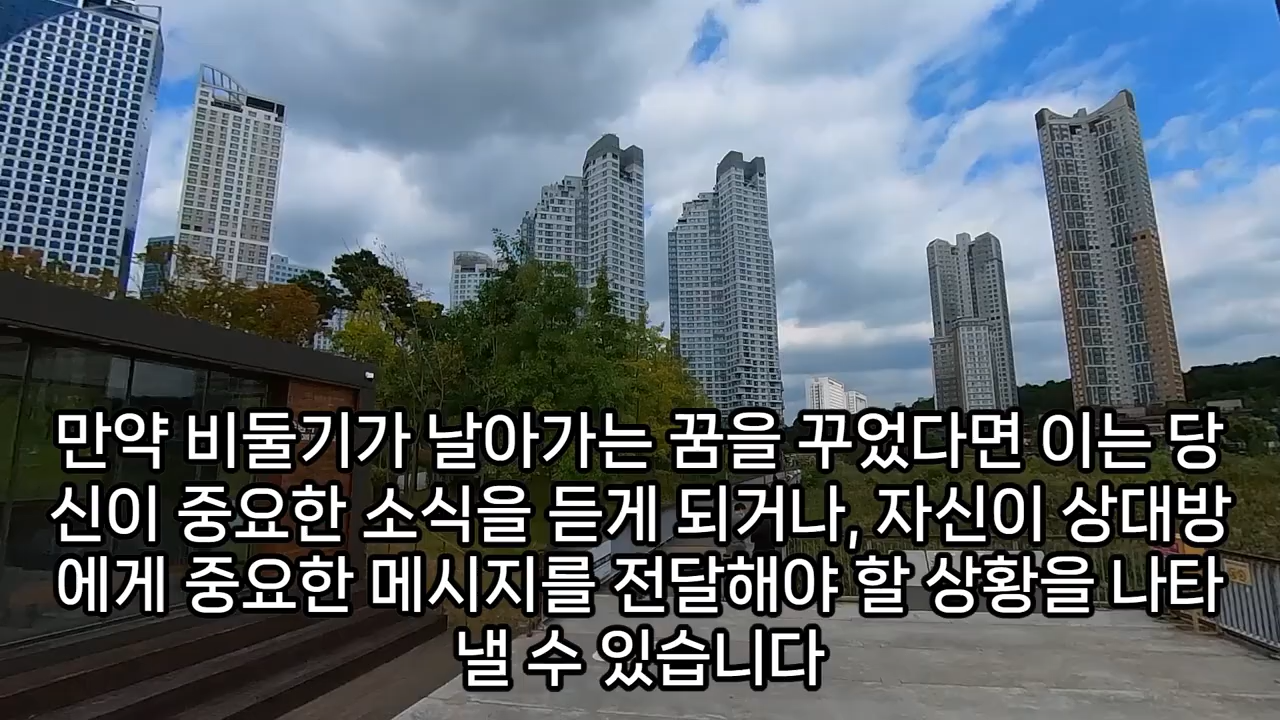 만약 비둘기가 날아가는 꿈을 꾸었다면 이는 당
신이 중요한 소식을 듣게 되거나, 자신이 상대방
에게 중요한 메시지를 전달해야 할 상황을 나타
낼 수 있습니다